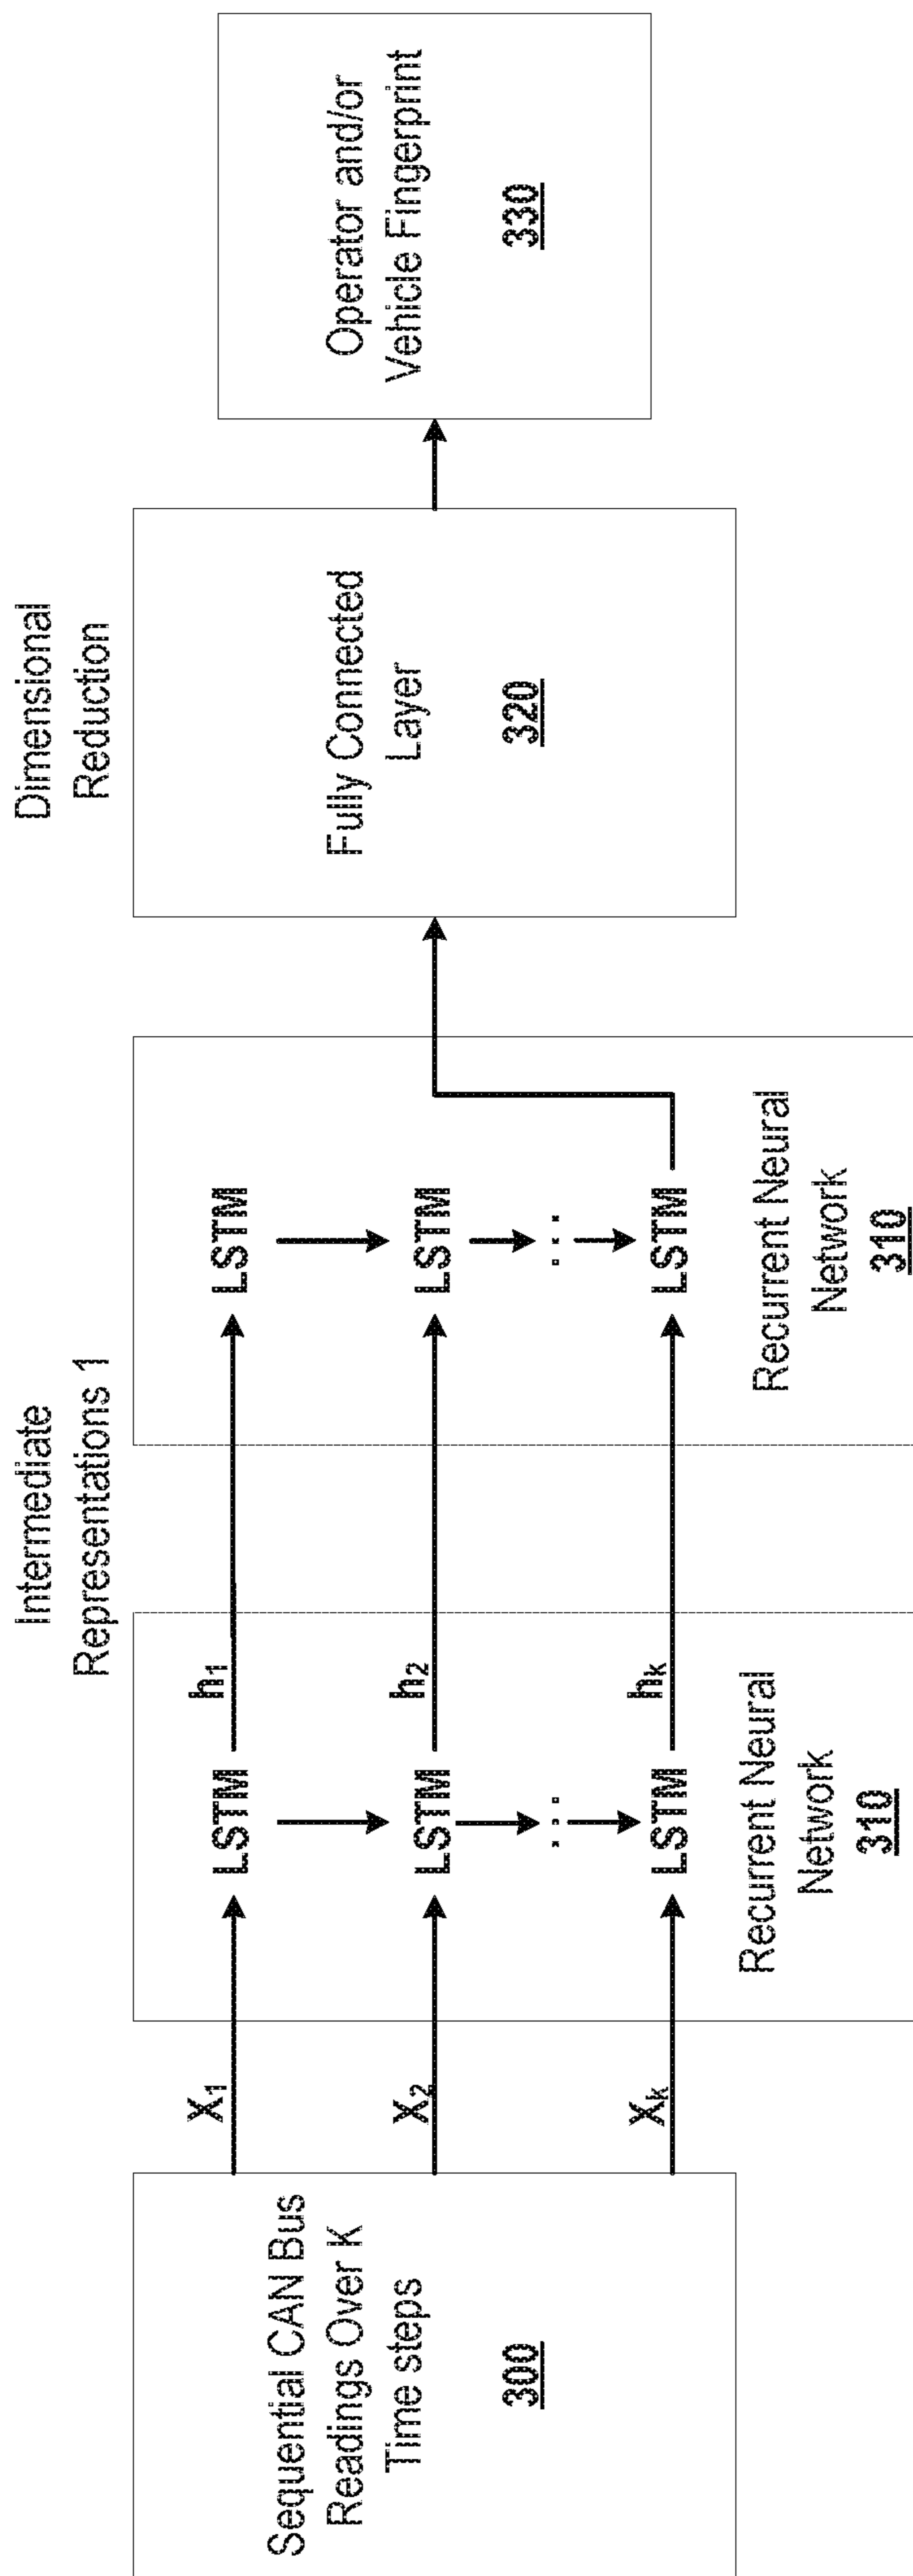 Sequential CAN Bus
Readings Over K
Time steps
300
X₁
X₂
Xₖ
LSTM
LSTM
...
LSTM
Recurrent Neural
Network
310
h₁
h₂
hₖ
Intermediate
Representations 1
LSTM
LSTM
...
LSTM
Recurrent Neural
Network
310
Dimensional
Reduction
Fully Connected
Layer
320
Operator and/or
Vehicle Fingerprint
330